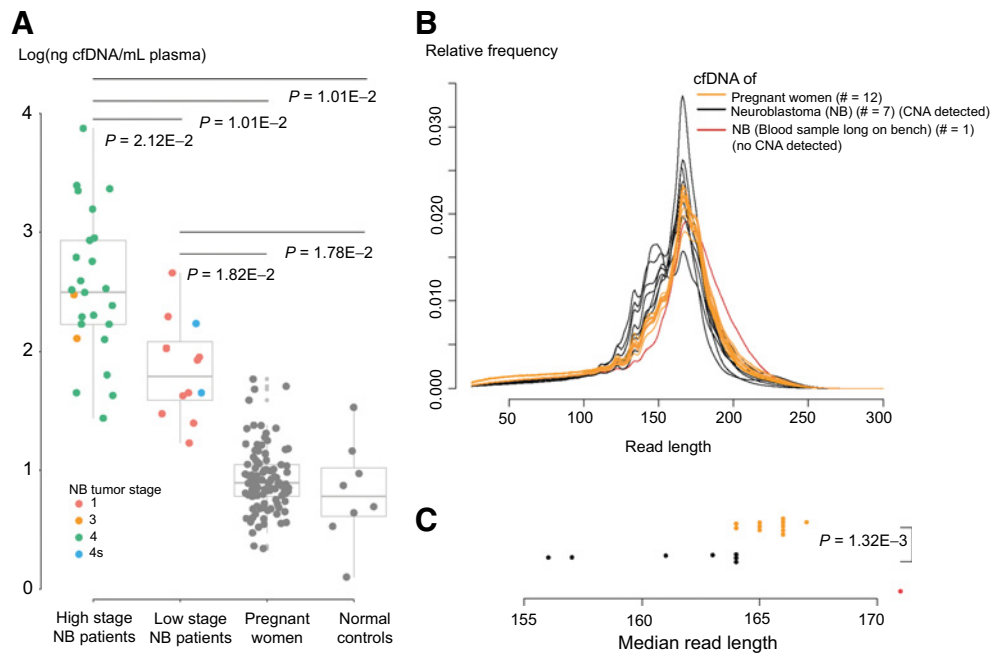 A
Log(ng cfDNA/mL plasma)
P = 1.01E–2
P = 1.01E–2
P = 2.12E–2
P = 1.78E–2
P = 1.82E–2
4
3
2
1
0
NB tumor stage
1
3
4
4s
High stage
NB patients
Low stage
NB patients
Pregnant
women
Normal
controls
B
Relative frequency
cfDNA of
Pregnant women (# = 12)
Neuroblastoma (NB) (# = 7) (CNA detected)
NB (Blood sample long on bench) (# = 1)
(no CNA detected)
0.030
0.020
0.010
0.000
50 100 150 200 250 300
Read length
C
P = 1.32E–3
155 160 165 170
Median read length